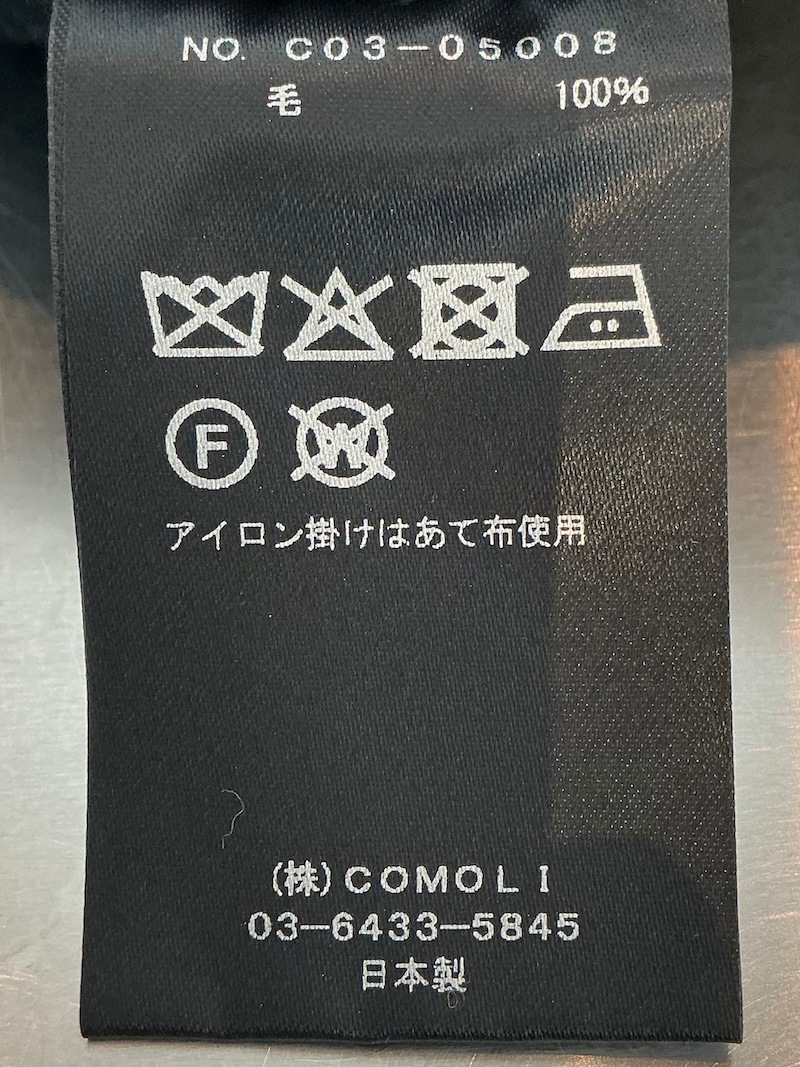 NO. C03-05008
毛 100%
F
W
アイロン掛けはあて布使用
(株)COMOLI
03-6433-5845
日本製